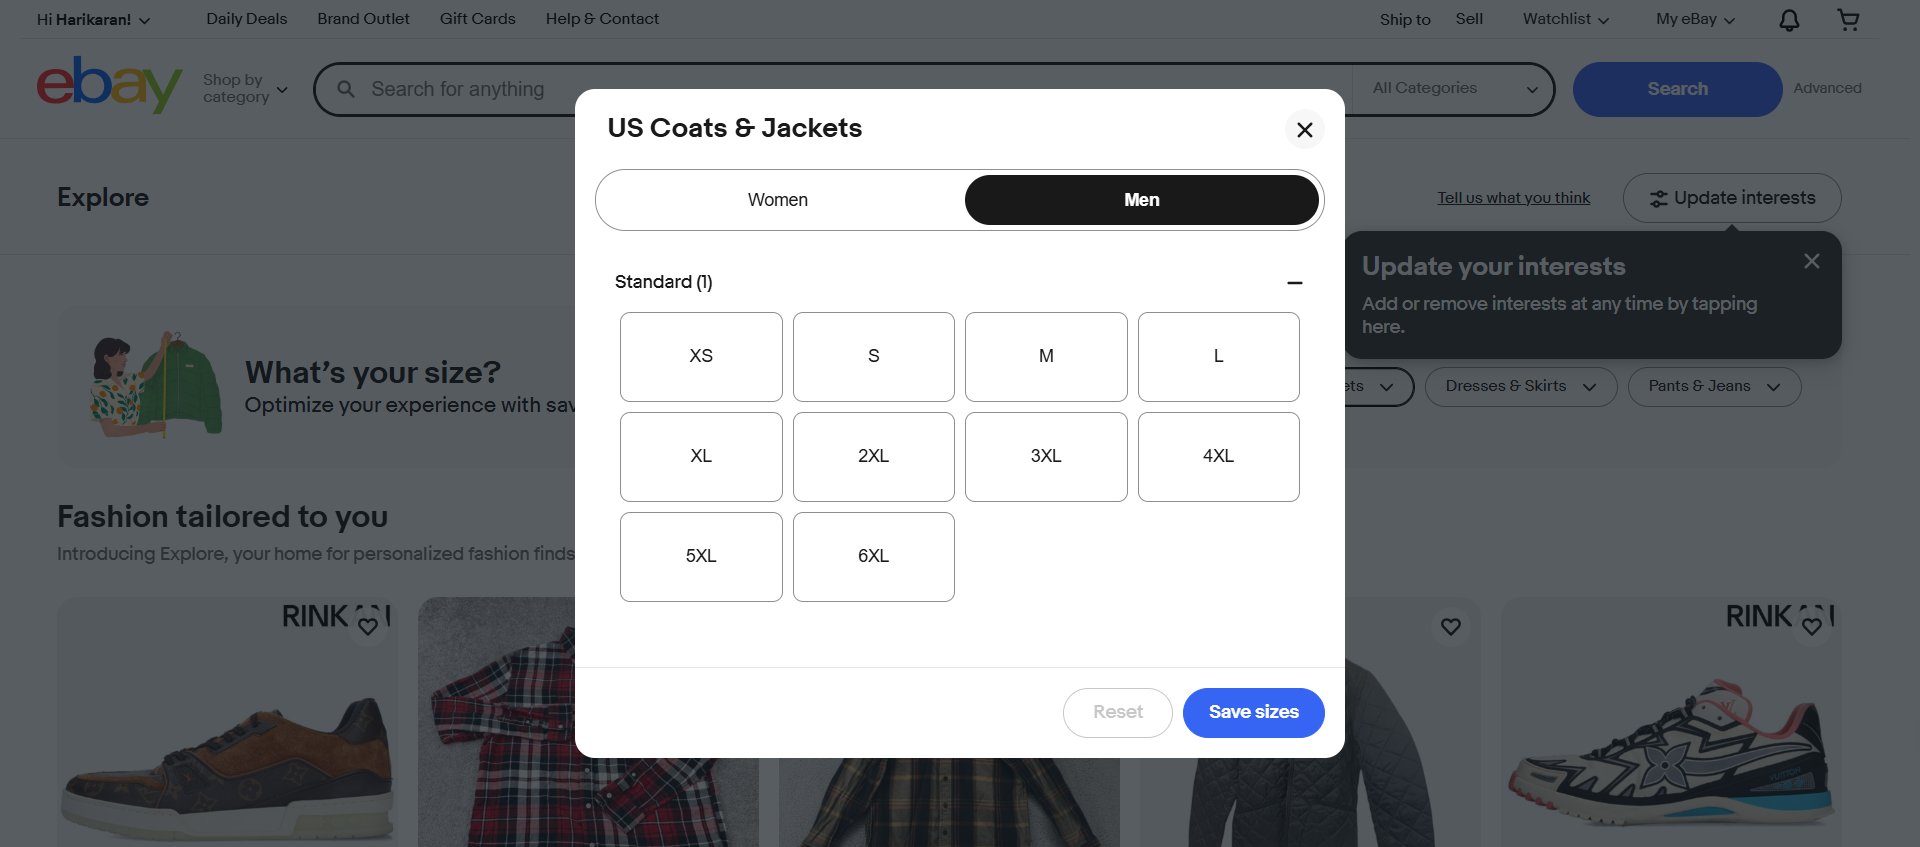 Hi Harikaran!
Daily Deals
Brand Outlet
Gift Cards
Help & Contact
Ship to
Sell
Watchlist
My eBay
ebay
Shop by
category
Search for anything
All Categories
Search
Advanced
US Coats & Jackets
Women
Men
Explore
Tell us what you think
Update interests
Update your interests
Add or remove interests at any time by tapping
here.
Standard (1)
XS
S
M
L
XL
2XL
3XL
4XL
5XL
6XL
What's your size?
Optimize your experience with
Dresses & Skirts
Pants & Jeans
Fashion tailored to you
Introducing Explore, your home for personalized fashion finds
Reset
Save sizes
RINKAN
RINKAN